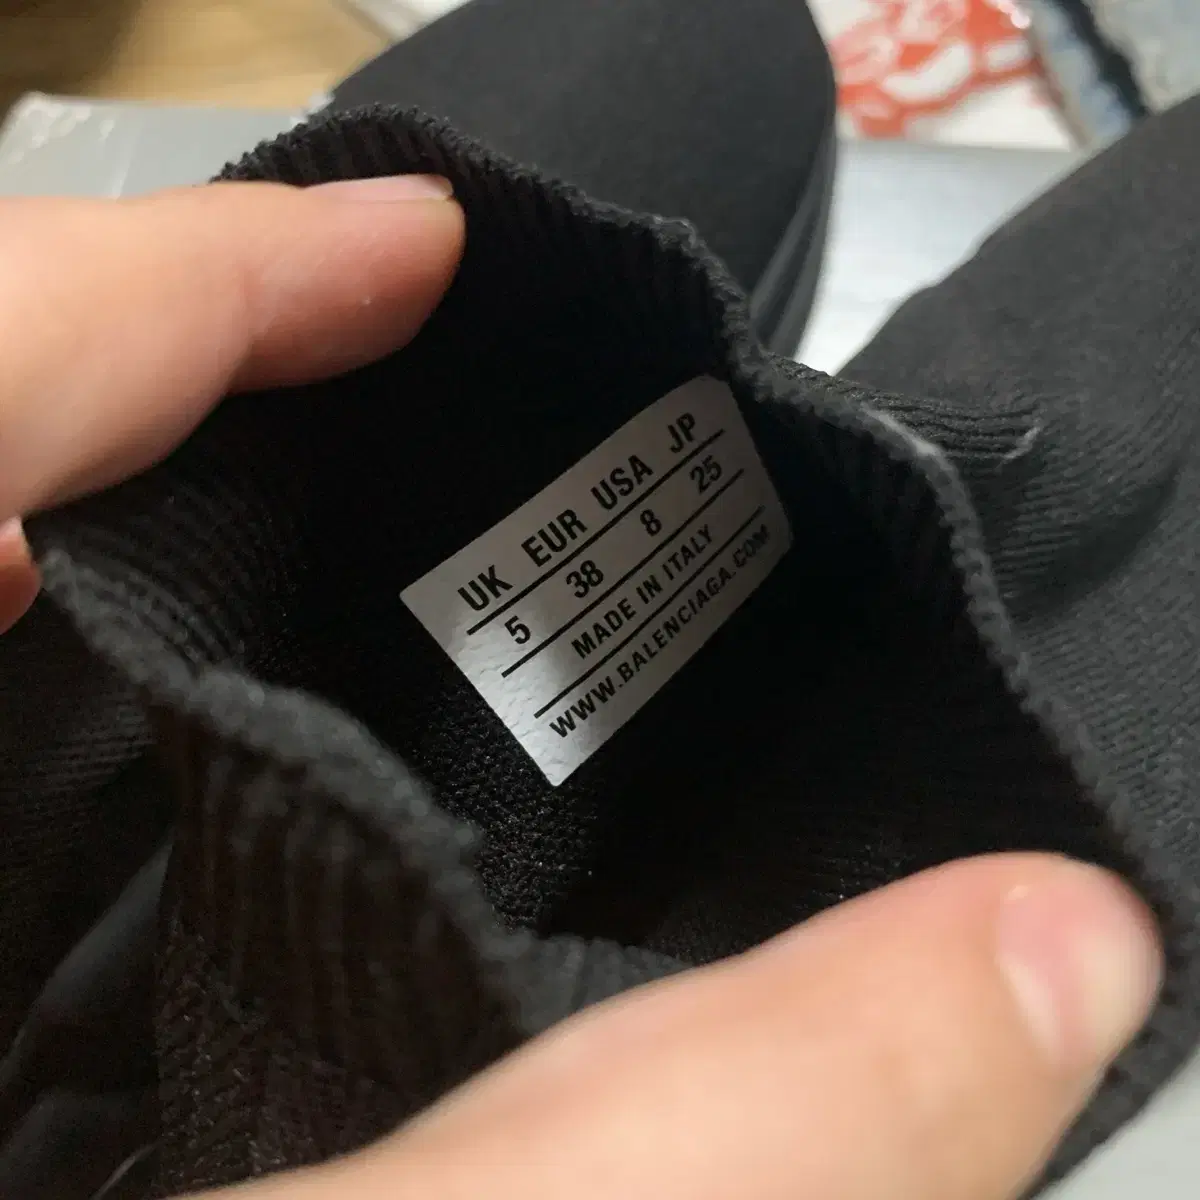 UK EUR USA JP
5 38 8 25
MADE IN ITALY
WWW.BALENCIAGA.COM